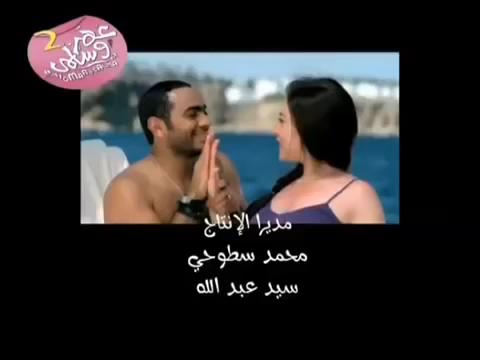 عمر
وسلمى
2
مديرا الإنتاج
محمد سطوحي
سيد عبد الله